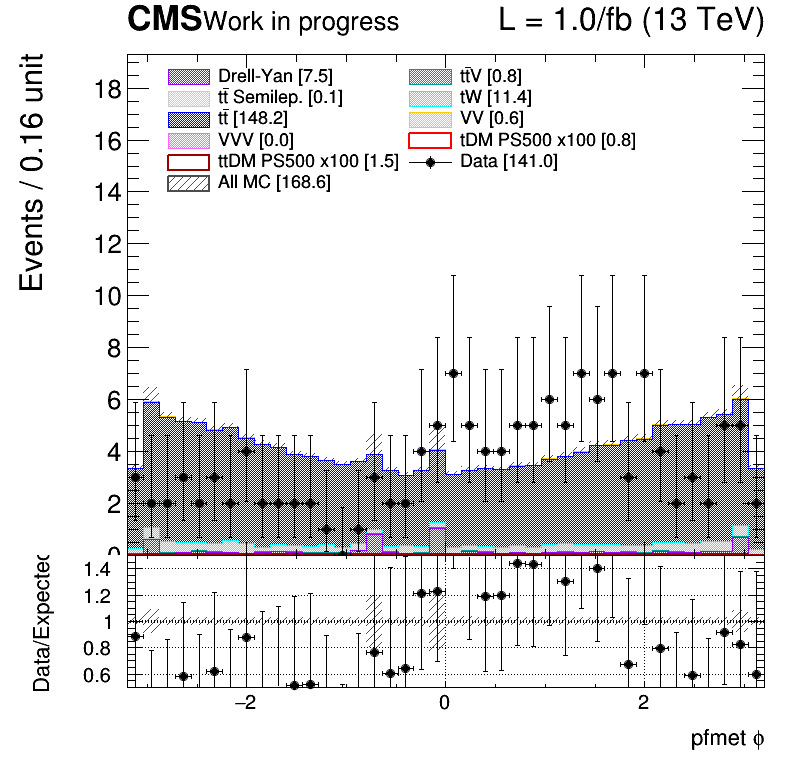 CMS Work in progress L = 1.0/fb (13 TeV)
Events / 0.16 unit
18
16
14
12
10
8
6
4
2
0
Drell-Yan [7.5] tt̄V [0.8]
tt̄ Semilep. [0.1] tW [11.4]
tt̄ [148.2] VV [0.6]
VVV [0.0] tDM PS500 x100 [0.8]
ttDM PS500 x100 [1.5] Data [141.0]
All MC [168.6]
Data/Expected
1.4
1.2
1
0.8
0.6
−2 0 2
pfmet ϕ